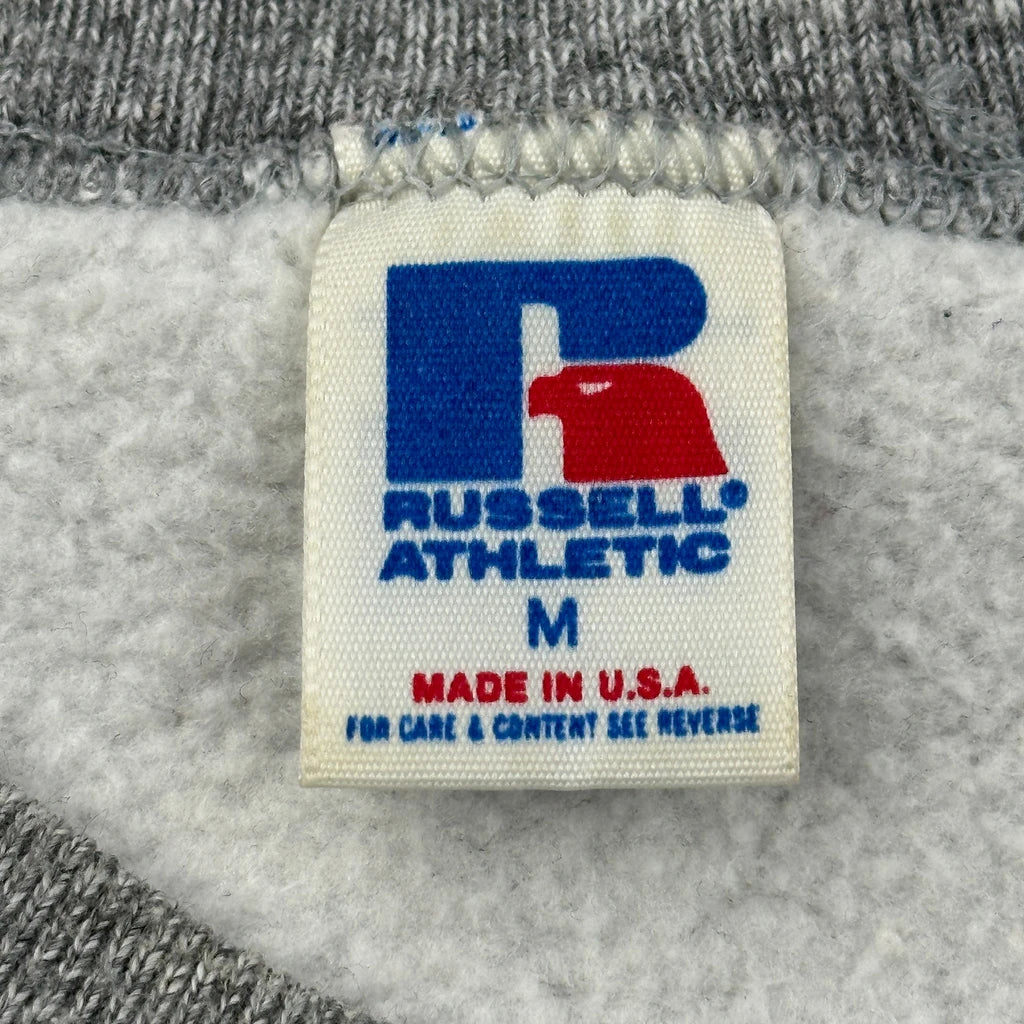 RUSSELL®
ATHLETIC
M
MADE IN U.S.A.
FOR CARE & CONTENT SEE REVERSE